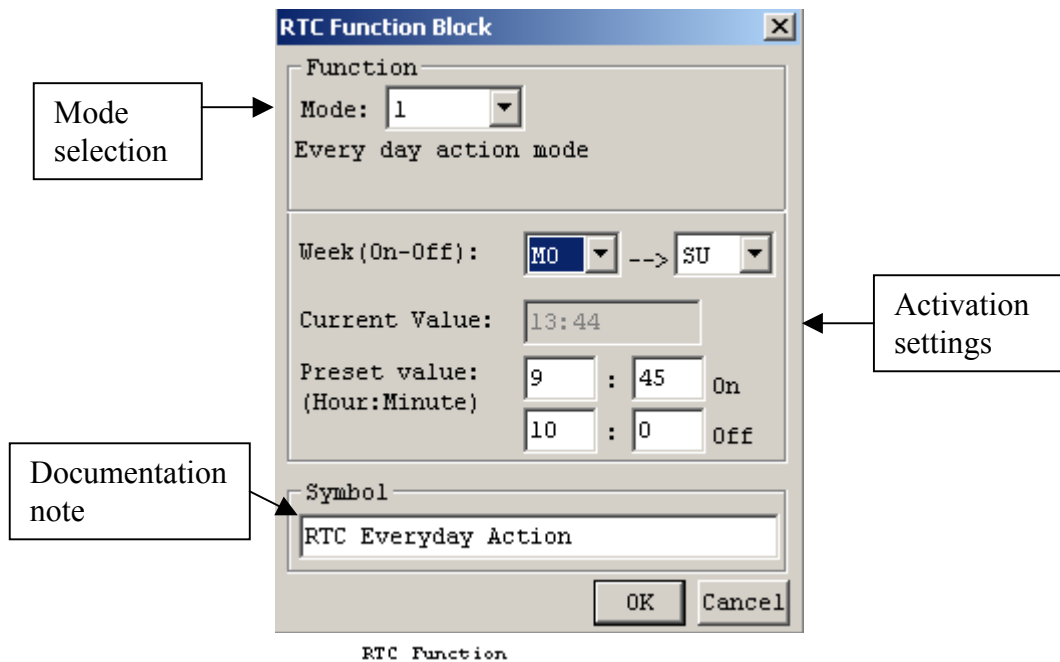 RTC Function Block
Function
Mode: 1
Every day action mode
Mode
selection
Week(On-Off): MO --> SU
Current Value: 13:44
Activation
settings
Preset value: 9 : 45 On
(Hour:Minute)
10 : 0 Off
Documentation
note
Symbol
RTC Everyday Action
OK Cancel
RTC Function